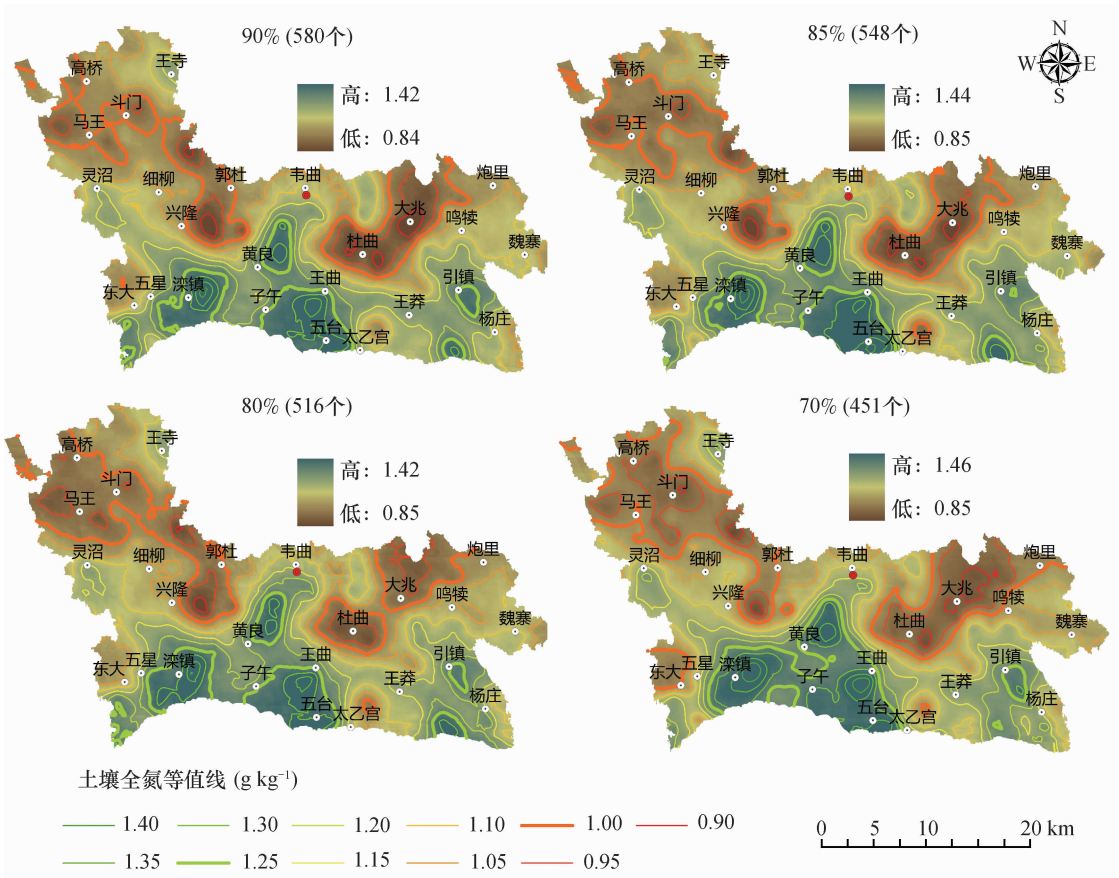 90% (580个)
高: 1.42
低: 0.84
高桥
王寺
斗门
马王
灵沼
细柳
郭杜
韦曲
炮里
兴隆
大兆
鸣犊
杜曲
魏寨
黄良
王曲
引镇
东大
五星
滦镇
子午
王莽
五台
太乙宫
杨庄
85% (548个)
N
W
E
S
高: 1.44
低: 0.85
高桥
王寺
斗门
马王
灵沼
细柳
郭杜
韦曲
炮里
兴隆
大兆
鸣犊
杜曲
魏寨
黄良
王曲
引镇
东大
五星
滦镇
子午
王莽
五台
太乙宫
杨庄
80% (516个)
高: 1.42
低: 0.85
高桥
王寺
斗门
马王
灵沼
细柳
郭杜
韦曲
炮里
兴隆
大兆
鸣犊
杜曲
魏寨
黄良
王曲
引镇
东大
五星
滦镇
子午
王莽
五台
太乙宫
杨庄
70% (451个)
高: 1.46
低: 0.85
高桥
王寺
斗门
马王
灵沼
细柳
郭杜
韦曲
炮里
兴隆
大兆
鸣犊
杜曲
魏寨
黄良
王曲
引镇
东大
五星
滦镇
子午
王莽
五台
太乙宫
杨庄
土壤全氮等值线 (g kg⁻¹)
1.40 1.30 1.20 1.10 1.00 0.90
1.35 1.25 1.15 1.05 0.95
0 5 10 20 km